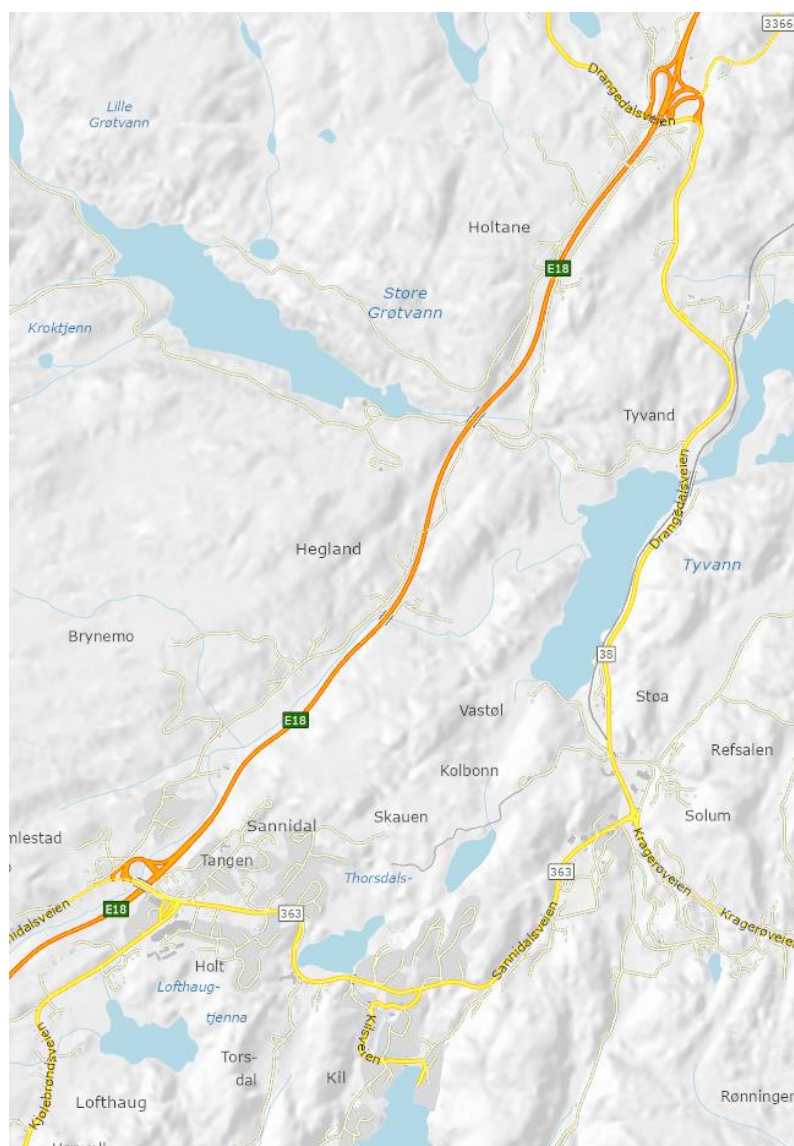 3366
Drangedalsveien
Lille
Grøtvann
Holtane
E18
Store
Grøtvann
Kroktjenn
Tyvand
Drangedalsveien
Hegland
Tyvann
Brynemo
38
Støa
E18
Vastøl
Refsalen
Kolbonn
Solum
Skauen
Sannidal
mlestad
Tangen
Thorsdals-
363
Kragerøveien
Kragerøveien
E18
363
nidalsveien
Sannidalsveien
Holt
Lofthaug-
tjenna
Kilsveien
Kjølebrøndsveien
Tors-
dal
Kil
Rønningen
Lofthaug